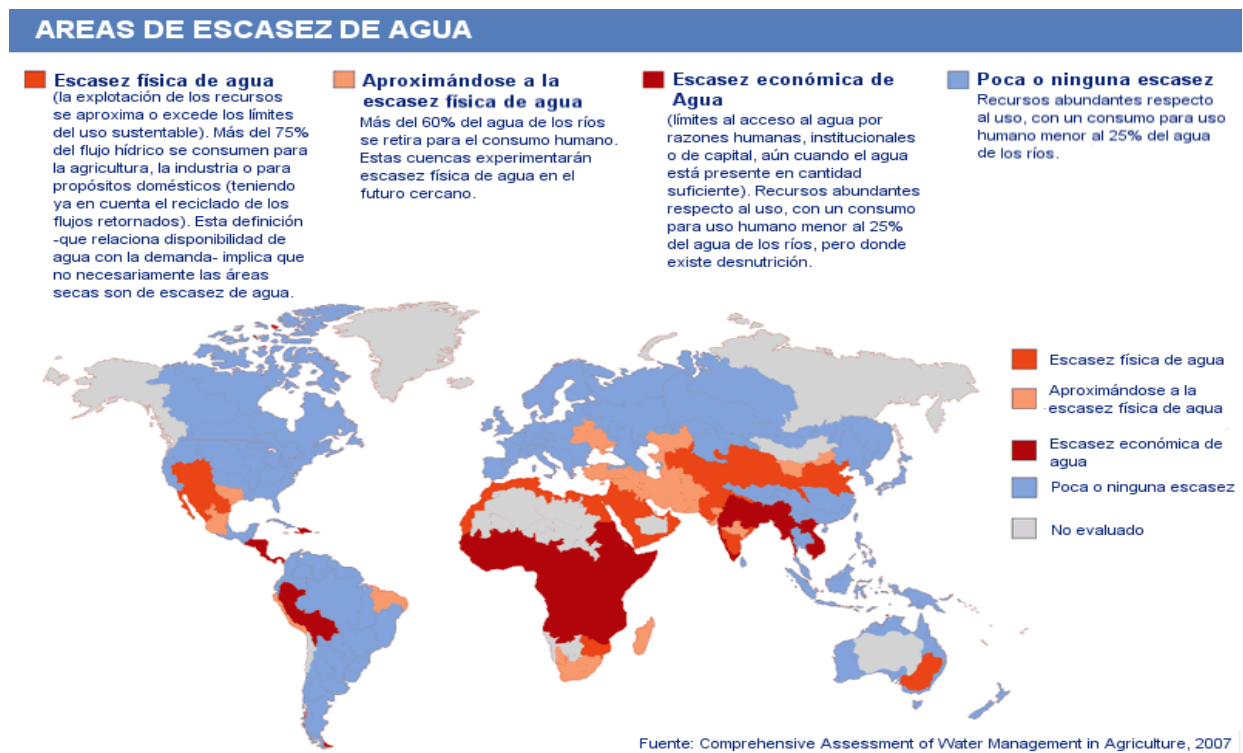 AREAS DE ESCASEZ DE AGUA
Escasez física de agua
(la explotación de los recursos
se aproxima o excede los límites
del uso sustentable). Más del 75%
del flujo hídrico se consumen para
la agricultura, la industria o para
propósitos domésticos (teniendo
ya en cuenta el reciclado de los
flujos retornados). Esta definición
-que relaciona disponibilidad de
agua con la demanda- implica que
no necesariamente las áreas
secas son de escasez de agua.
Aproximándose a la
escasez física de agua
Más del 60% del agua de los ríos
se retira para el consumo humano.
Estas cuencas experimentarán
escasez física de agua en el
futuro cercano.
Escasez económica de
Agua
(límites al acceso al agua por
razones humanas, institucionales
o de capital, aún cuando el agua
está presente en cantidad
suficiente). Recursos abundantes
respecto al uso, con un consumo
para uso humano menor al 25%
del agua de los ríos, pero donde
existe desnutrición.
Poca o ninguna escasez
Recursos abundantes respecto
al uso, con un consumo para uso
humano menor al 25% del agua
de los ríos.
Escasez física de agua
Aproximándose a la
escasez física de agua
Escasez económica de
agua
Poca o ninguna escasez
No evaluado
Fuente: Comprehensive Assessment of Water Management in Agriculture, 2007